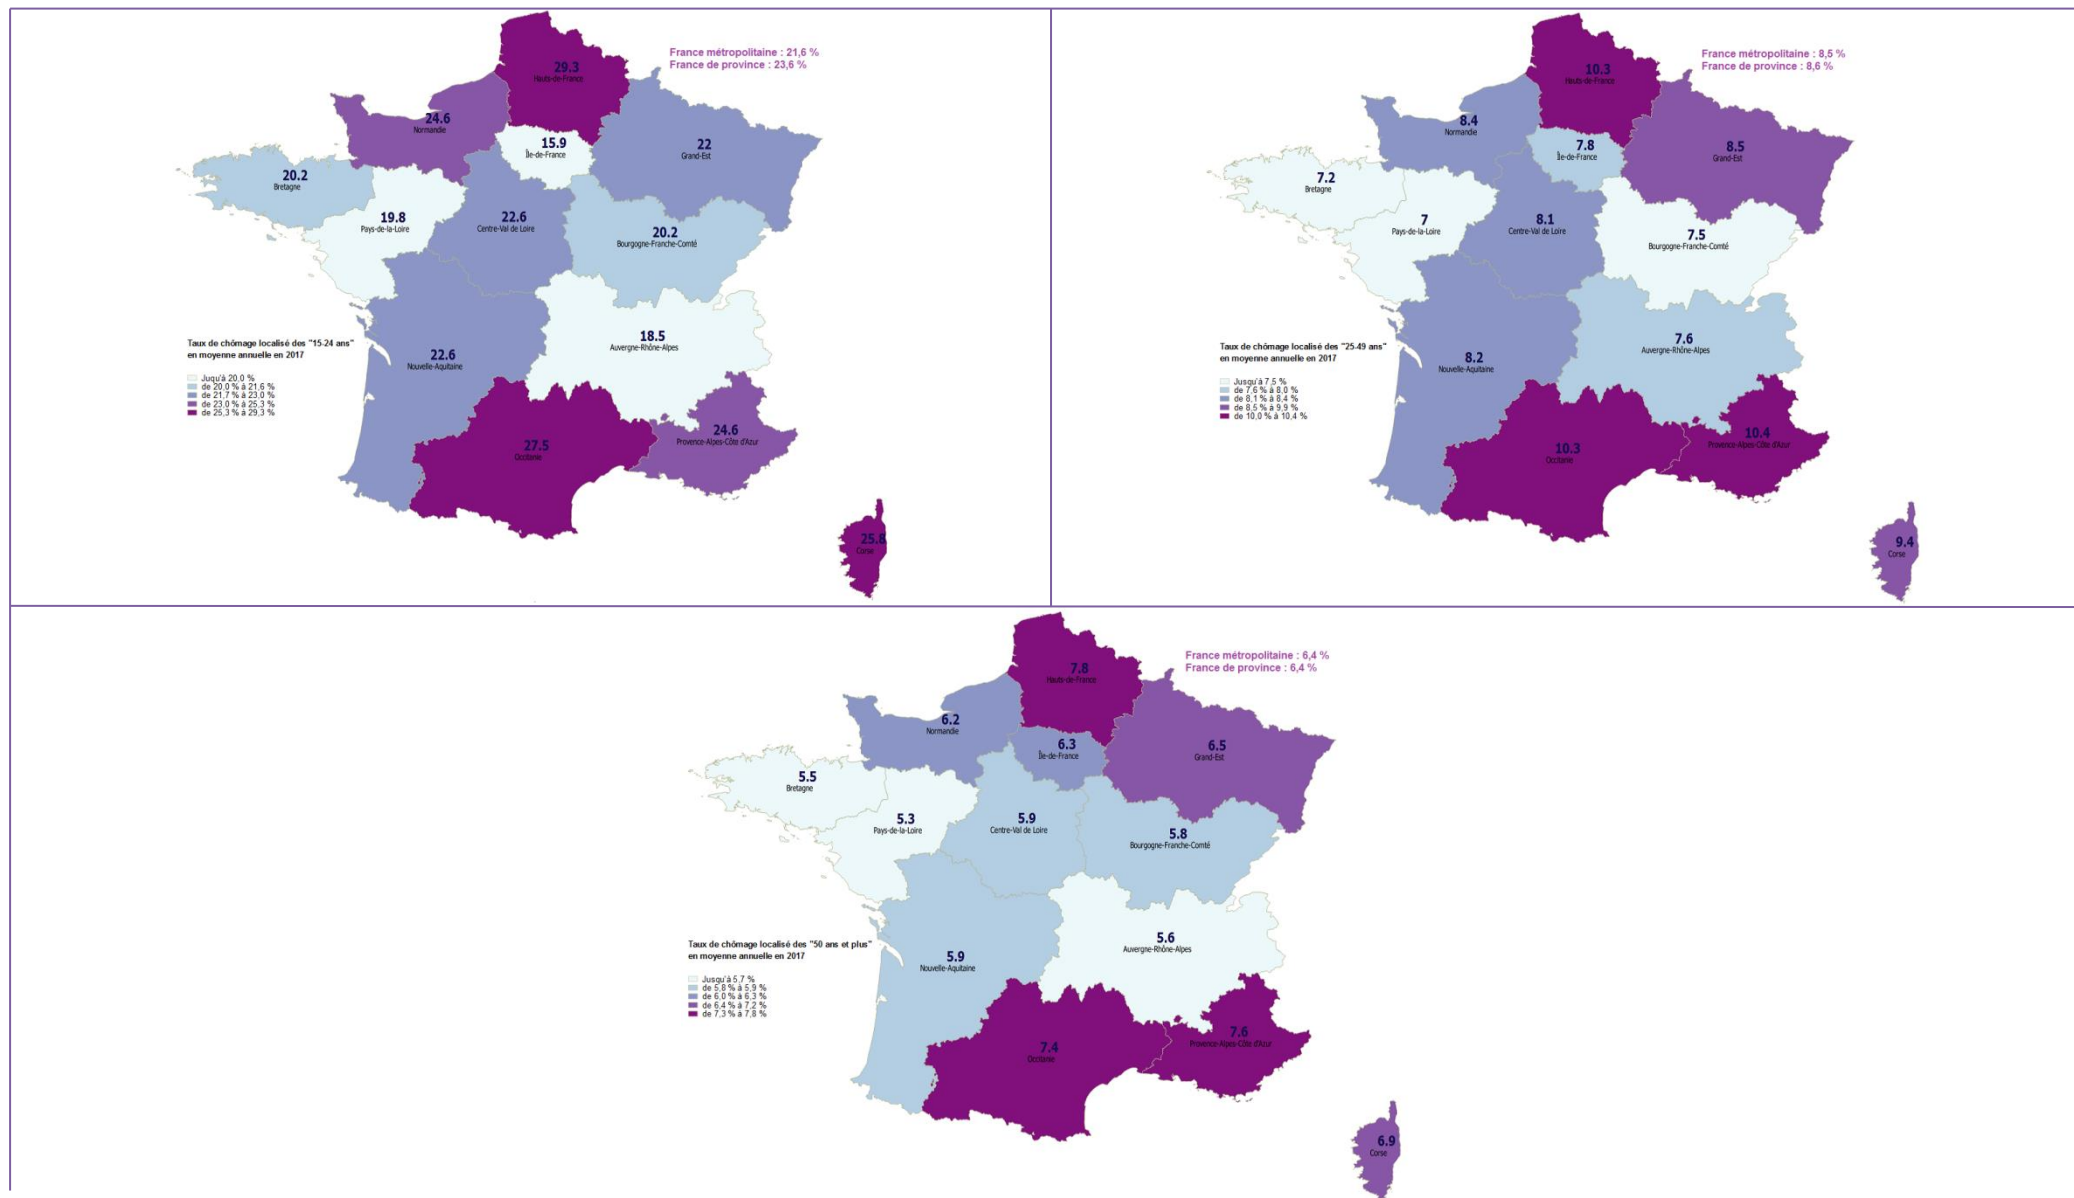 France métropolitaine : 21,6 %
France de province : 23,6 %
29.3
Hauts-de-France
24.6
Normandie
15.9
Île-de-France
22
Grand-Est
20.2
Bretagne
19.8
Pays-de-la-Loire
22.6
Centre-Val de Loire
20.2
Bourgogne-Franche-Comté
18.5
Auvergne-Rhône-Alpes
22.6
Nouvelle-Aquitaine
24.6
Provence-Alpes-Côte d'Azur
27.5
Occitanie
25.8
Corse
Taux de chômage localisé des "15-24 ans"
en moyenne annuelle en 2017
Juqu'à 20,0 %
de 20,0 % à 21,6 %
de 21,7 % à 23,0 %
de 23,0 % à 25,3 %
de 25,3 % à 29,3 %
France métropolitaine : 8,5 %
France de province : 8,6 %
10.3
Hauts-de-France
8.4
Normandie
7.8
Île-de-France
8.5
Grand-Est
7.2
Bretagne
7
Pays-de-la-Loire
8.1
Centre-Val de Loire
7.5
Bourgogne-Franche-Comté
7.6
Auvergne-Rhône-Alpes
8.2
Nouvelle-Aquitaine
10.4
Provence-Alpes-Côte d'Azur
10.3
Occitanie
9.4
Corse
Taux de chômage localisé des "25-49 ans"
en moyenne annuelle en 2017
Jusqu'à 7,5 %
de 7,6 % à 8,0 %
de 8,1 % à 8,4 %
de 8,5 % à 9,9 %
de 10,0 % à 10,4 %
France métropolitaine : 6,4 %
France de province : 6,4 %
7.8
Hauts-de-France
6.2
Normandie
6.3
Île-de-France
6.5
Grand-Est
5.5
Bretagne
5.3
Pays-de-la-Loire
5.9
Centre-Val de Loire
5.8
Bourgogne-Franche-Comté
5.6
Auvergne-Rhône-Alpes
5.9
Nouvelle-Aquitaine
7.6
Provence-Alpes-Côte d'Azur
7.4
Occitanie
6.9
Corse
Taux de chômage localisé des "50 ans et plus"
en moyenne annuelle en 2017
Jusqu'à 5,7 %
de 5,8 % à 5,9 %
de 6,0 % à 6,3 %
de 6,4 % à 7,2 %
de 7,3 % à 7,8 %